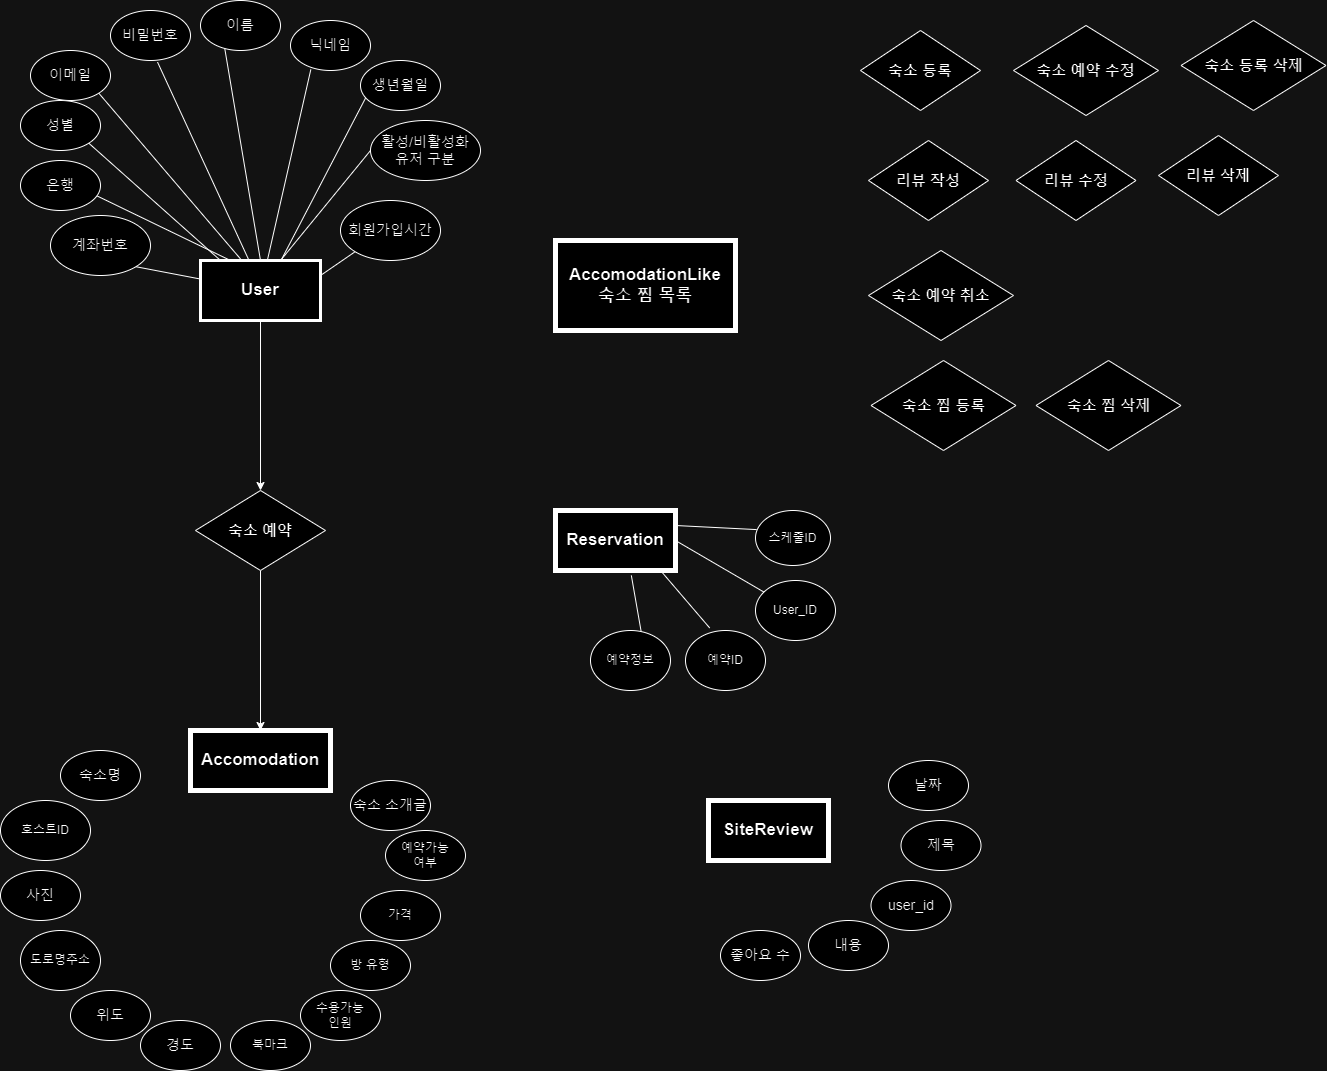 이름
비밀번호
닉네임
이메일
생년월일
성별
활성/비활성화
유저 구분
은행
계좌번호
회원가입시간
User
숙소 등록
숙소 예약 수정
숙소 등록 삭제
리뷰 작성
리뷰 수정
리뷰 삭제
AccomodationLike
숙소 찜 목록
숙소 예약 취소
숙소 찜 등록
숙소 찜 삭제
숙소 예약
Reservation
스케줄ID
User_ID
예약정보
예약ID
Accomodation
숙소명
호스트ID
사진
도로명주소
위도
경도
북마크
수용가능
인원
방 유형
가격
예약가능
여부
숙소 소개글
SiteReview
날짜
제목
user_id
내용
좋아요 수